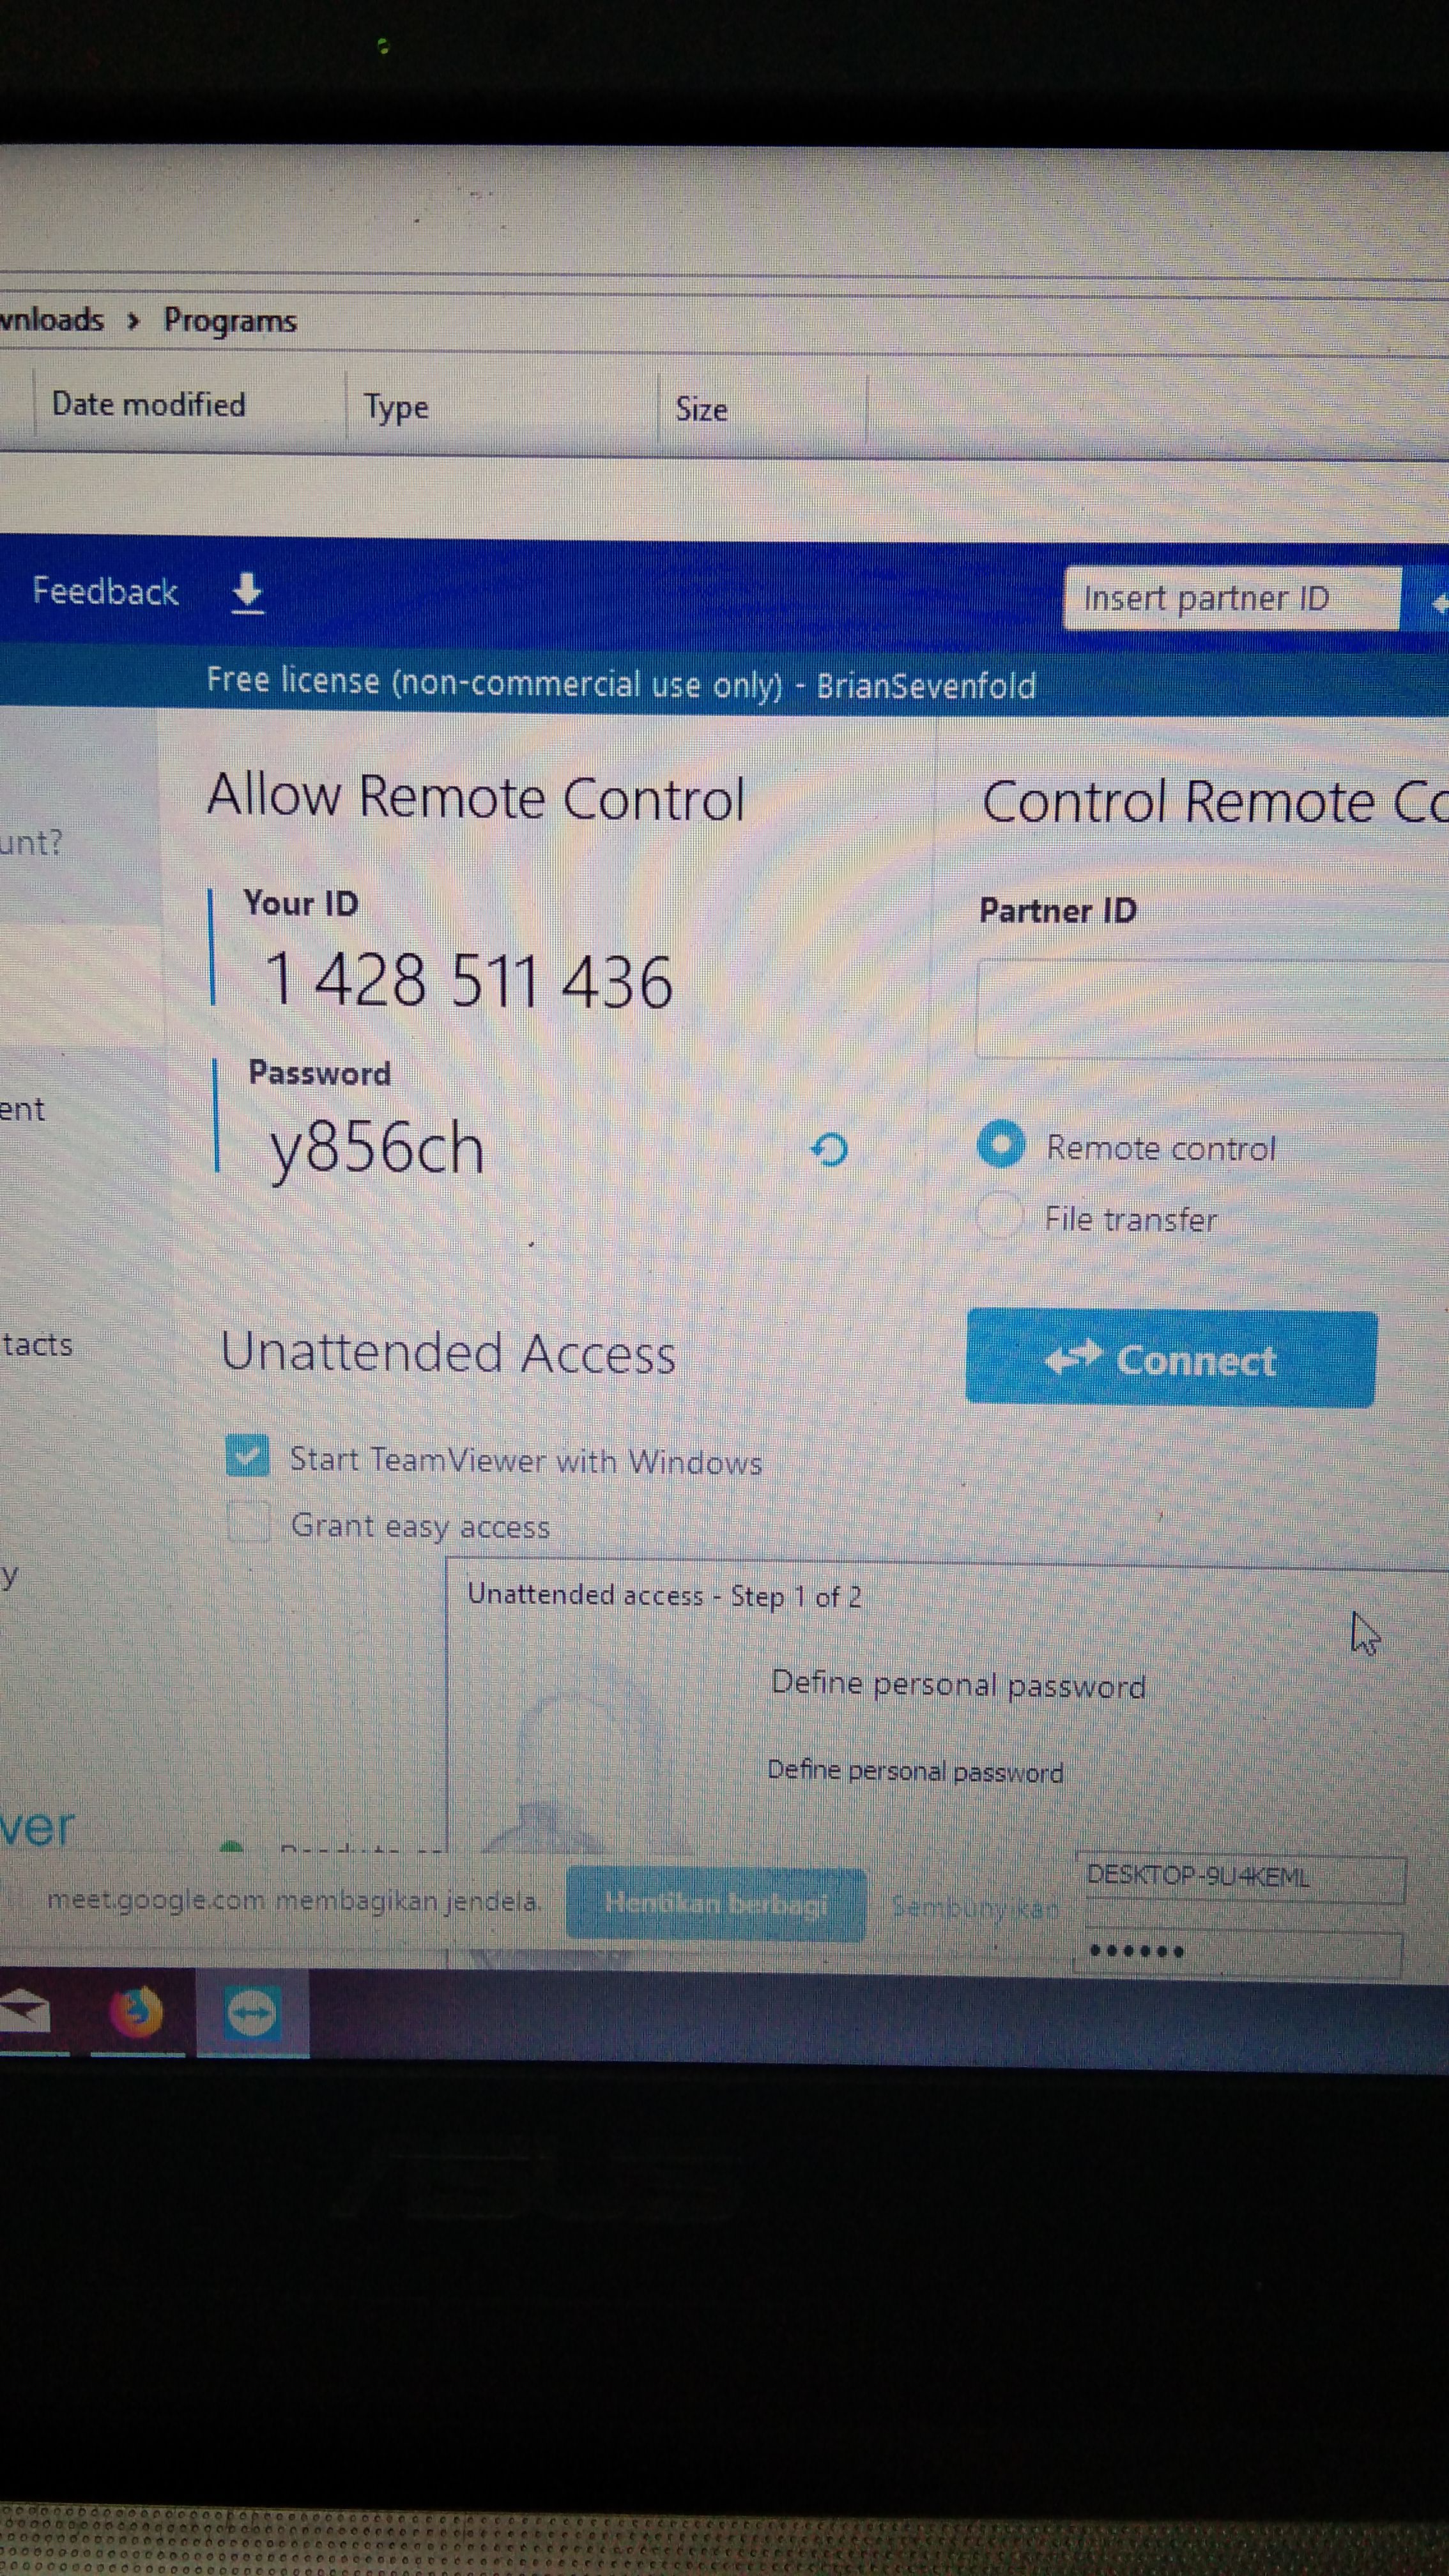 wnloads > Programs
Date modified Type Size
Feedback Insert partner ID
Free license (non-commercial use only) - BrianSevenfold
Allow Remote Control
Control Remote Co
unt?
Your ID
1 428 511 436
Partner ID
Password
y856ch
ent
Remote control
File transfer
Unattended Access
tacts
Connect
Start TeamViewer with Windows
Grant easy access
y
Unattended access - Step 1 of 2
Define personal password
Define personal password
ver
DESKTOP-9U4KEML
meet.google.com membagikan jendela.
Hentikan berbagi
Sembunyikan
••••••